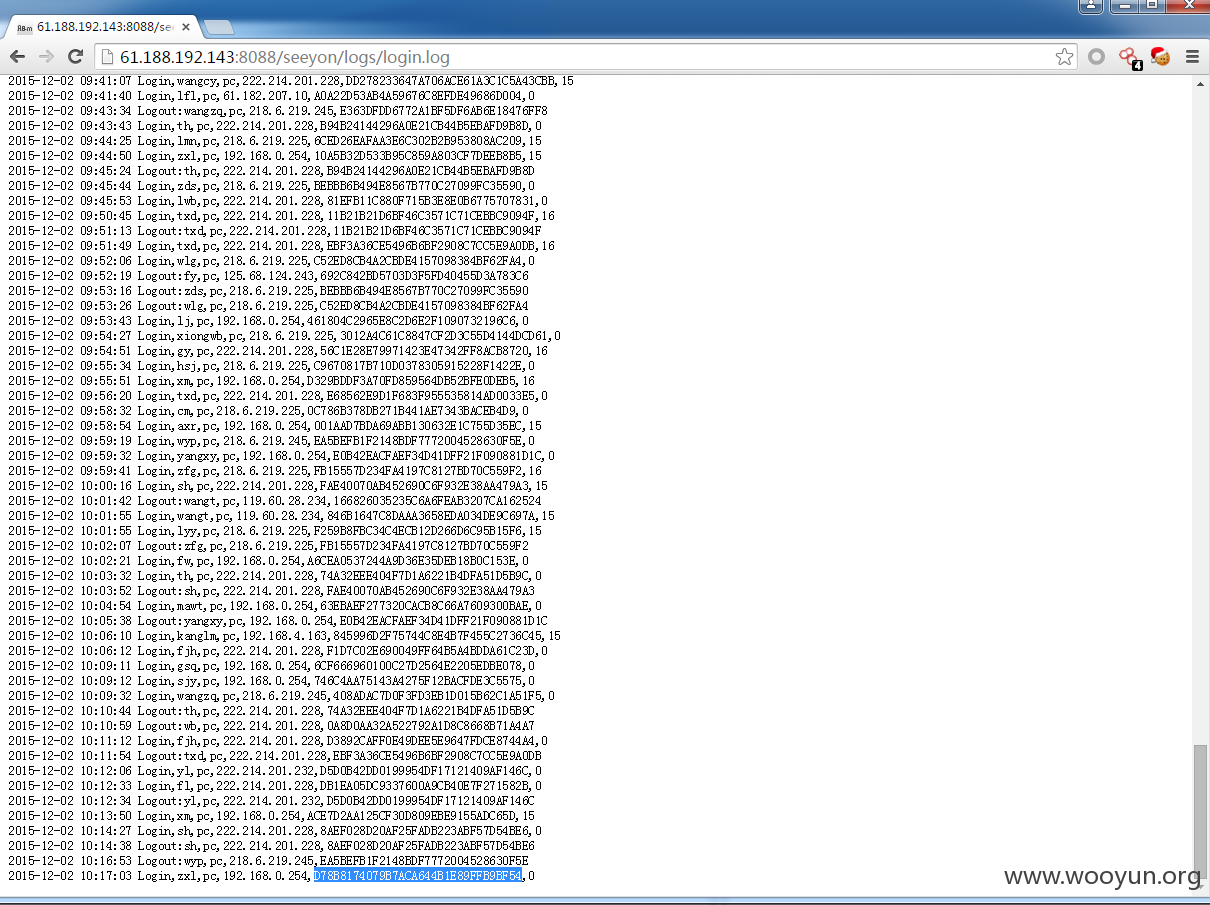 61.188.192.143:8088/see
61.188.192.143:8088/seeyon/logs/login.log
4
2015-12-02 09:41:07 Login,wangcy,pc,222.214.201.228,DD278233647A706ACE61A3C1C5A43CBB,15
2015-12-02 09:41:40 Login,lfl,pc,61.182.207.10,A0A22D53AB4A59676C8EFDE49686D004,0
2015-12-02 09:43:34 Logout:wangzq,pc,218.6.219.245,E363DFDD6772A1BF5DF6AB6E18476FF8
2015-12-02 09:43:43 Login,th,pc,222.214.201.228,B94B24144296A0E21CB44B5EBAFD9B8D,0
2015-12-02 09:44:25 Login,lmn,pc,218.6.219.225,6CED26EAFAA3E6C302B2B953808AC209,15
2015-12-02 09:44:50 Login,zxl,pc,192.168.0.254,10A5B32D533B95C859A803CF7DEEB8B5,15
2015-12-02 09:45:24 Logout:th,pc,222.214.201.228,B94B24144296A0E21CB44B5EBAFD9B8D
2015-12-02 09:45:44 Login,zds,pc,218.6.219.225,BEBBB6B494E8567B770C27099FC35590,0
2015-12-02 09:45:53 Login,lwb,pc,222.214.201.228,81EFB11C880F715B3E8E0B6775707831,0
2015-12-02 09:50:45 Login,txd,pc,222.214.201.228,11B21B21D6BF46C3571C71CEBBC9094F,16
2015-12-02 09:51:13 Logout:txd,pc,222.214.201.228,11B21B21D6BF46C3571C71CEBBC9094F
2015-12-02 09:51:49 Login,txd,pc,222.214.201.228,EBF3A36CE5496B6BF2908C7CC5E9A0DB,16
2015-12-02 09:52:06 Login,wlg,pc,218.6.219.225,C52ED8CB4A2CBDE4157098384BF62FA4,0
2015-12-02 09:52:19 Logout:fy,pc,125.68.124.243,692C842BD5703D3F5FD40455D3A783C6
2015-12-02 09:53:16 Logout:zds,pc,218.6.219.225,BEBBB6B494E8567B770C27099FC35590
2015-12-02 09:53:26 Logout:wlg,pc,218.6.219.225,C52ED8CB4A2CBDE4157098384BF62FA4
2015-12-02 09:53:43 Login,lj,pc,192.168.0.254,461804C2965E8C2D6E2F1090732196C6,0
2015-12-02 09:54:27 Login,xiongwb,pc,218.6.219.225,3012A4C61C8847CF2D3C55D4144DCD61,0
2015-12-02 09:54:51 Login,gy,pc,222.214.201.228,56C1E28E79971423E47342FF8ACB8720,16
2015-12-02 09:55:34 Login,hsj,pc,218.6.219.225,C9670817B710D0378305915228F1422E,0
2015-12-02 09:55:51 Login,xm,pc,192.168.0.254,D329BDDF3A70FD859564DB52BFE0DEB5,16
2015-12-02 09:56:20 Login,txd,pc,222.214.201.228,E68562E9D1F683F955535814AD0033E5,0
2015-12-02 09:58:32 Login,cm,pc,218.6.219.225,0C786B378DB271B441AE7343BACEB4D9,0
2015-12-02 09:58:54 Login,axr,pc,192.168.0.254,001AAD7BDA69ABB130632E1C755D35EC,15
2015-12-02 09:59:19 Login,wyp,pc,218.6.219.245,EA5BEFB1F2148BDF7772004528630F5E,0
2015-12-02 09:59:32 Login,yangxy,pc,192.168.0.254,E0B42EACFAEF34D41DFF21F090881D1C,0
2015-12-02 09:59:41 Login,zfg,pc,218.6.219.225,FB15557D234FA4197C8127BD70C559F2,16
2015-12-02 10:00:16 Login,sh,pc,222.214.201.228,FAE40070AB452690C6F932E38AA479A3,15
2015-12-02 10:01:42 Logout:wangt,pc,119.60.28.234,166826035235C6A6FEAB3207CA162524
2015-12-02 10:01:55 Login,wangt,pc,119.60.28.234,846B1647C8DAAA3658EDA034DE9C697A,15
2015-12-02 10:01:55 Login,lyy,pc,218.6.219.225,F259B8FBC34C4ECB12D266D6C95B15F6,15
2015-12-02 10:02:07 Logout:zfg,pc,218.6.219.225,FB15557D234FA4197C8127BD70C559F2
2015-12-02 10:02:21 Login,fw,pc,192.168.0.254,A6CEA0537244A9D36E35DEB18B0C153E,0
2015-12-02 10:03:32 Login,th,pc,222.214.201.228,74A32EEE404F7D1A6221B4DFA51D5B9C,0
2015-12-02 10:03:52 Logout:sh,pc,222.214.201.228,FAE40070AB452690C6F932E38AA479A3
2015-12-02 10:04:54 Login,mawt,pc,192.168.0.254,63EBAEF277320CACB8C66A7609300BAE,0
2015-12-02 10:05:38 Logout:yangxy,pc,192.168.0.254,E0B42EACFAEF34D41DFF21F090881D1C
2015-12-02 10:06:10 Login,kanglm,pc,192.168.4.163,845996D2F75744C8E4B7F455C2736C45,15
2015-12-02 10:06:12 Login,fjh,pc,222.214.201.228,F1D7C02E690049FF64B5A4BDDA61C23D,0
2015-12-02 10:09:11 Login,gsq,pc,192.168.0.254,6CF666960100C27D2564E2205EDBE078,0
2015-12-02 10:09:12 Login,sjy,pc,192.168.0.254,746C4AA75143A4275F12BACFDE3C5575,0
2015-12-02 10:09:32 Login,wangzq,pc,218.6.219.245,408ADAC7D0F3FD3EB1D015B62C1A51F5,0
2015-12-02 10:10:44 Logout:th,pc,222.214.201.228,74A32EEE404F7D1A6221B4DFA51D5B9C
2015-12-02 10:10:59 Logout:wb,pc,222.214.201.228,0A8D0AA32A522792A1D8C8668B71A4A7
2015-12-02 10:11:12 Login,fjh,pc,222.214.201.228,D3892CAFF0E49DEE5E9647FDCE8744A4,0
2015-12-02 10:11:54 Logout:txd,pc,222.214.201.228,EBF3A36CE5496B6BF2908C7CC5E9A0DB
2015-12-02 10:12:06 Login,yl,pc,222.214.201.232,D5D0B42DD0199954DF17121409AF146C,0
2015-12-02 10:12:33 Login,fl,pc,222.214.201.228,DB1EA05DC9337600A9CB40E7F271582B,0
2015-12-02 10:12:34 Logout:yl,pc,222.214.201.232,D5D0B42DD0199954DF17121409AF146C
2015-12-02 10:13:50 Login,xm,pc,192.168.0.254,ACE7D2AA125CF30D809EBE9155ADC65D,15
2015-12-02 10:14:27 Login,sh,pc,222.214.201.228,8AEF028D20AF25FADB223ABF57D54BE6,0
2015-12-02 10:14:38 Logout:sh,pc,222.214.201.228,8AEF028D20AF25FADB223ABF57D54BE6
2015-12-02 10:16:53 Logout:wyp,pc,218.6.219.245,EA5BEFB1F2148BDF7772004528630F5E
2015-12-02 10:17:03 Login,zxl,pc,192.168.0.254,D78B8174079B7ACA644B1E89FFB9BF54,0
www.wooyun.org